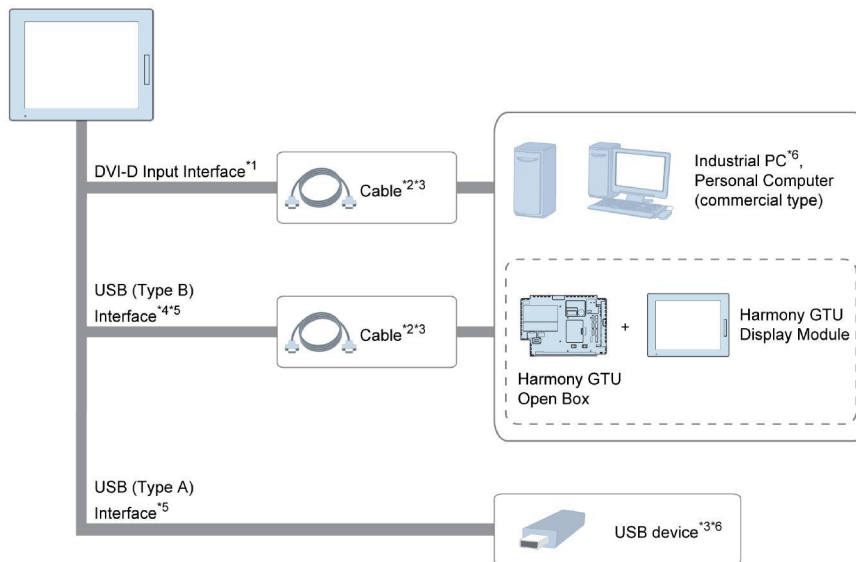 DVI-D Input Interface*1
Cable*2*3
Industrial PC*6,
Personal Computer
(commercial type)
USB (Type B)
Interface*4*5
Cable*2*3
+
Harmony GTU
Display Module
Harmony GTU
Open Box
USB (Type A)
Interface*5
USB device*3*6